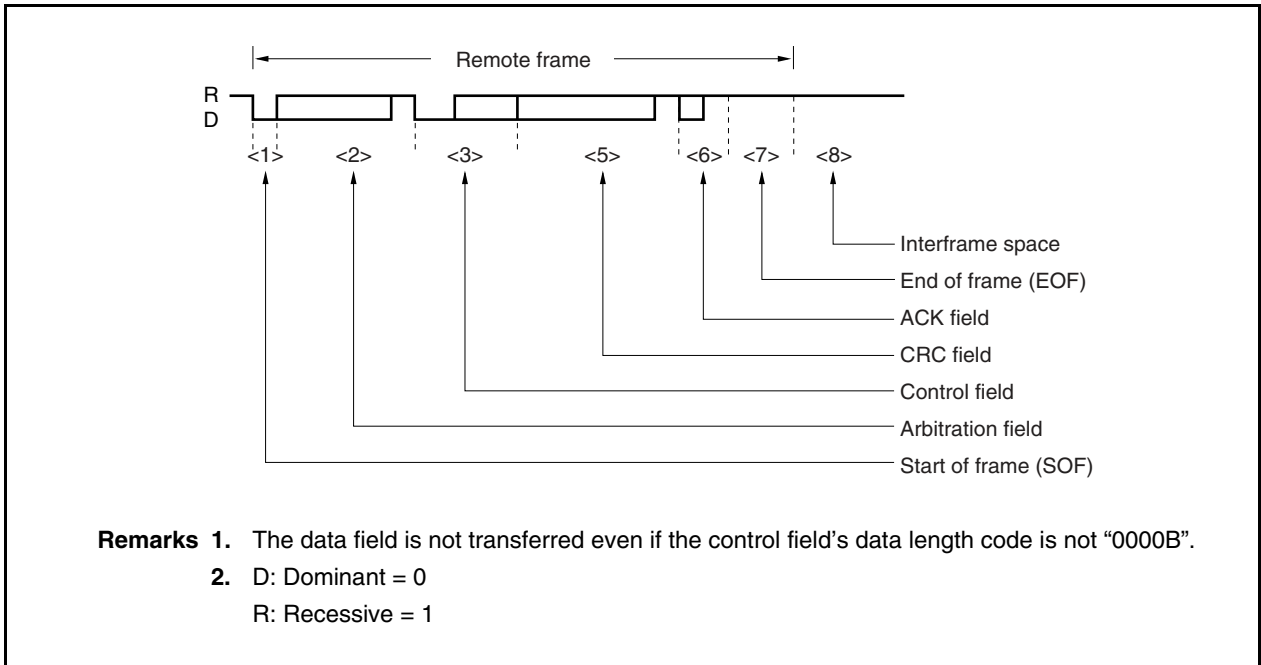 Remote frame
R
D
<1> <2> <3> <5> <6> <7> <8>
Interframe space
End of frame (EOF)
ACK field
CRC field
Control field
Arbitration field
Start of frame (SOF)
Remarks 1. The data field is not transferred even if the control field's data length code is not “0000B”.
2. D: Dominant = 0
R: Recessive = 1